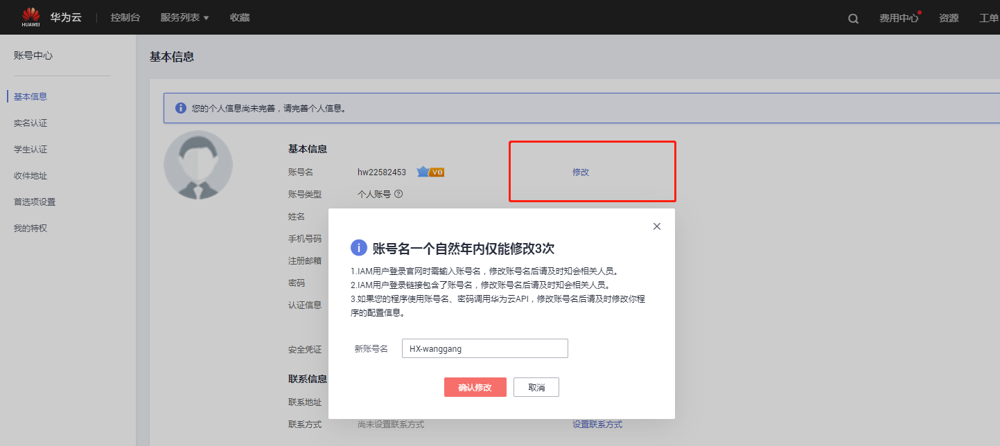 HUAWEI 华为云 控制台 服务列表 收藏 费用中心 资源 工单
账号中心
基本信息
实名认证
学生认证
收件地址
首选项设置
我的特权
基本信息
您的个人信息尚未完善，请完善个人信息。
基本信息
账号名 hw22582453 V0 修改
账号类型 个人账号
姓名
手机号码
注册邮箱
密码
认证信息
安全凭证
联系信息
联系地址
联系方式 尚未设置联系方式 设置联系方式
账号名一个自然年内仅能修改3次
1.IAM用户登录官网时需输入账号名，修改账号名后请及时知会相关人员。
2.IAM用户登录链接包含了账号名，修改账号名后请及时知会相关人员。
3.如果您的程序使用账号名、密码调用华为云API，修改账号名后请及时修改你程
序的配置信息。
新账号名 HX-wanggang
确认修改 取消